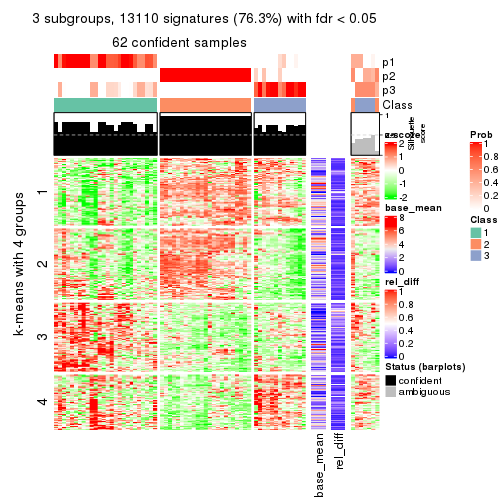 3 subgroups, 13110 signatures (76.3%) with fdr < 0.05
62 confident samples
p1
p2
p3
Class
1
Silhouette
score
z-score
2
1
0
-1
-2
base_mean
8
6
4
2
0
rel_diff
1
0.8
0.6
0.4
0.2
0
Status (barplots)
confident
ambiguous
Prob
1
0.8
0.6
0.4
0.2
0
Class
1
2
3
k-means with 4 groups
1
2
3
4
base_mean
rel_diff